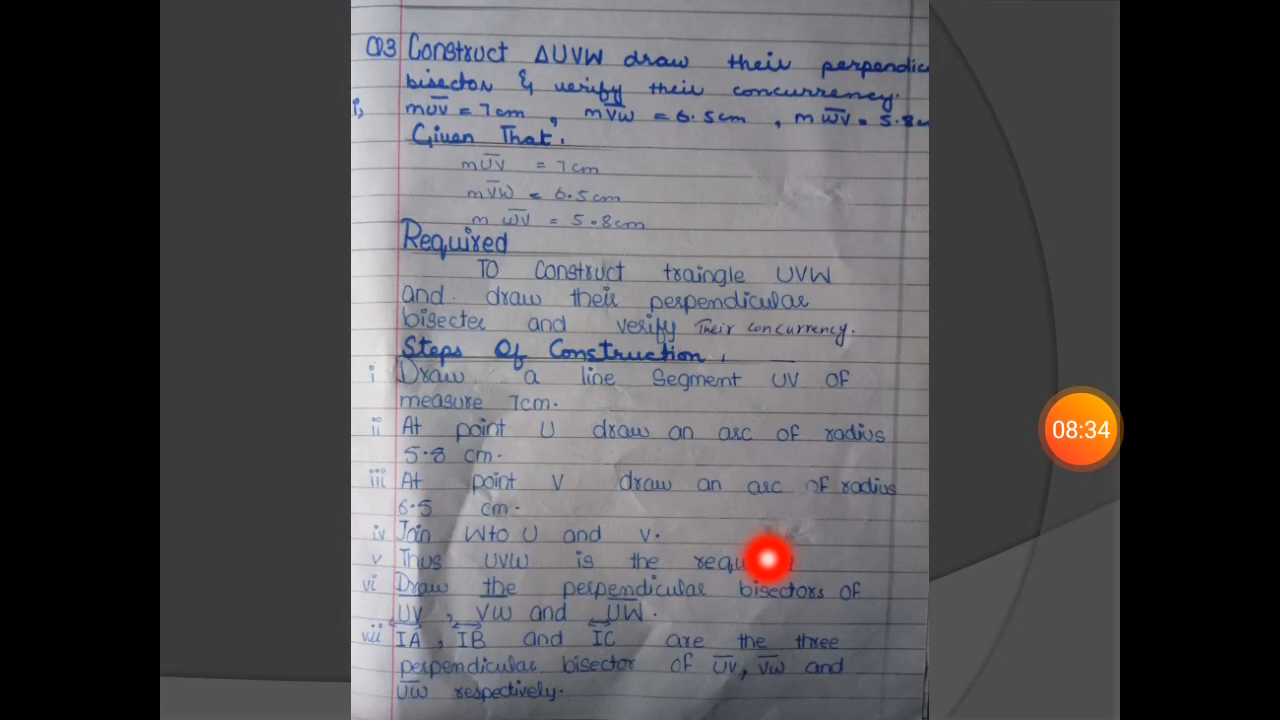 Q3 Construct ΔUVW draw their perpendic
bisector & verify their concurrency.
i, mUV = 7cm , mVW = 6.5cm , mWV = 5.8c
Given That.
mUV = 7cm
mVW = 6.5cm
m WV = 5.8cm
Required
TO construct traingle UVW
and draw their perpendicular
bisecter and verify Their concurrency.
Steps Of Construction.
i Draw a line Segment UV OF
measure 7cm.
ii At point U draw an arc of radius
5.8 cm.
iii At point V draw an arc of radius
6.5 cm.
iv Join W to U and V.
v Thus UVW is the requ
vi Draw the perpendicular bisectors OF
UV , VW and UW.
vii IA , IB and IC are the three
perpendicular bisector of UV, VW and
UW respectively.
08:34